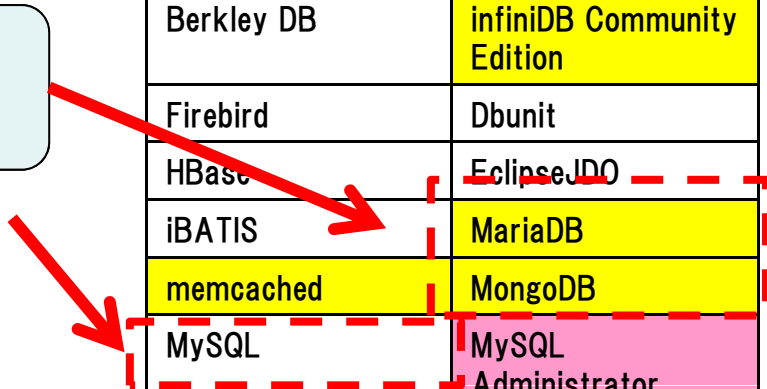 Berkley DB
infiniDB Community
Edition
Firebird
Dbunit
HBase
EclipseJDO
iBATIS
MariaDB
memcached
MongoDB
MySQL
MySQL
Administrator